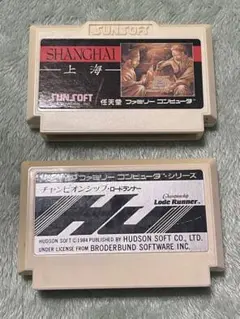 SUNSOFT
SHANGHAI
上海
SUNSOFT
任天堂 ファミリー コンピュータ
ファミリー コンピュータ シリーズ
チャンピオンシップ・ロードランナー
Championship
Lode Runner
HUDSON SOFT ©1984 PUBLISHED BY HUDSON SOFT CO., LTD.
UNDER LICENSE FROM BRODERBUND SOFTWARE INC.